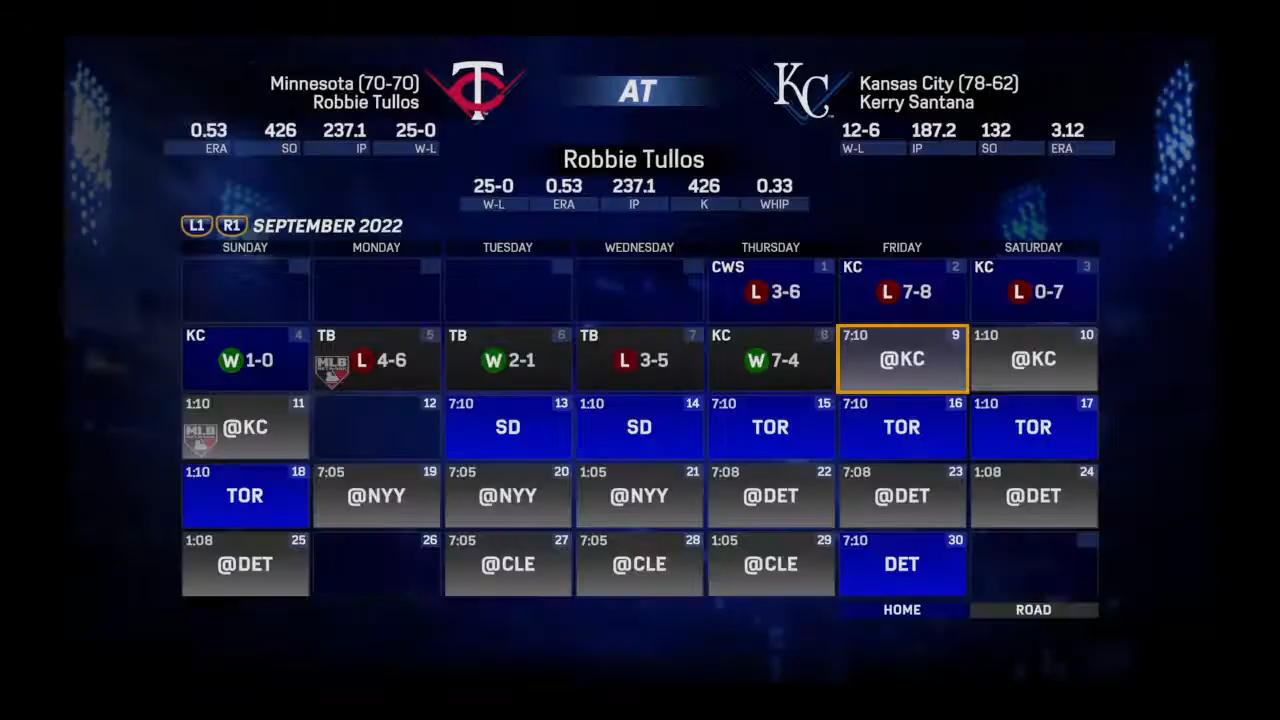 Minnesota (70-70)
Robbie Tullos
0.53 426 237.1 25-0
ERA SO IP W-L
AT
KC
Kansas City (78-62)
Kerry Santana
12-6 187.2 132 3.12
W-L IP SO ERA
Robbie Tullos
25-0 0.53 237.1 426 0.33
W-L ERA IP K WHIP
L1 R1 SEPTEMBER 2022
SUNDAY MONDAY TUESDAY WEDNESDAY THURSDAY FRIDAY SATURDAY
CWS 1 KC 2 KC 3
L 3-6 L 7-8 L 0-7
KC 4 TB 5 TB 6 TB 7 KC 8 7:10 9 1:10 10
W 1-0 MLB NETWORK L 4-6 W 2-1 L 3-5 W 7-4 @KC @KC
1:10 11 12 7:10 13 1:10 14 7:10 15 7:10 16 1:10 17
MLB NETWORK @KC SD SD TOR TOR TOR
1:10 18 7:05 19 7:05 20 1:05 21 7:08 22 7:08 23 1:08 24
TOR @NYY @NYY @NYY @DET @DET @DET
1:08 25 26 7:05 27 7:05 28 1:05 29 7:10 30
@DET @CLE @CLE @CLE DET
HOME ROAD